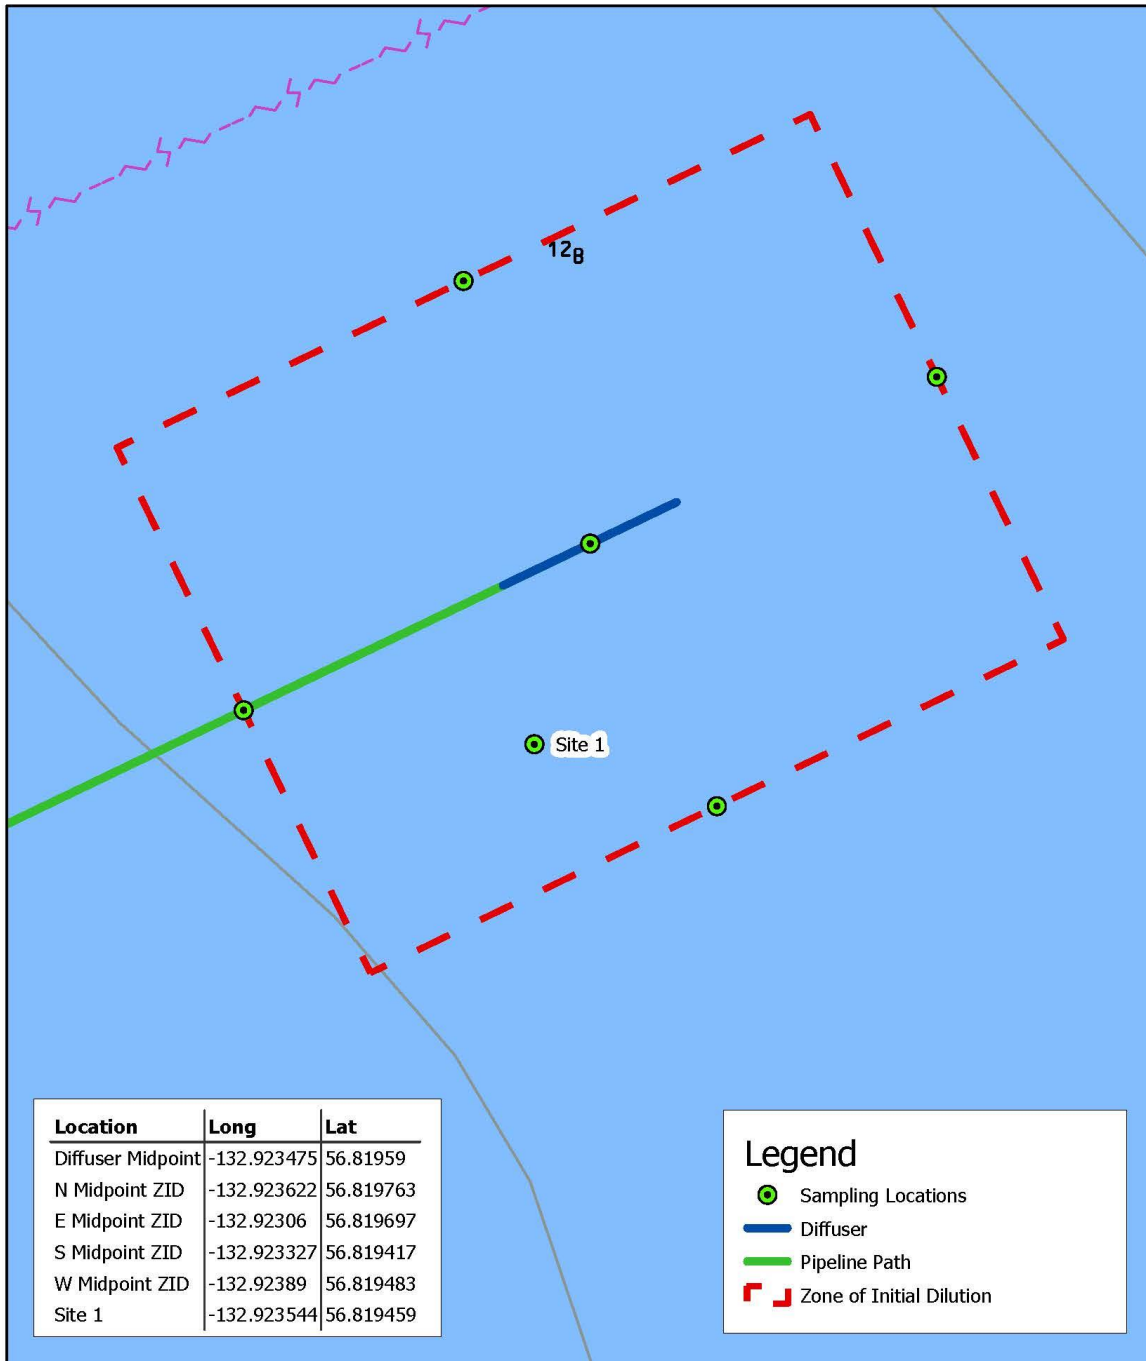 12 8
Site 1
Location Long Lat
Diffuser Midpoint -132.923475 56.81959
N Midpoint ZID -132.923622 56.819763
E Midpoint ZID -132.92306 56.819697
S Midpoint ZID -132.923327 56.819417
W Midpoint ZID -132.92389 56.819483
Site 1 -132.923544 56.819459
Legend
Sampling Locations
Diffuser
Pipeline Path
Zone of Initial Dilution